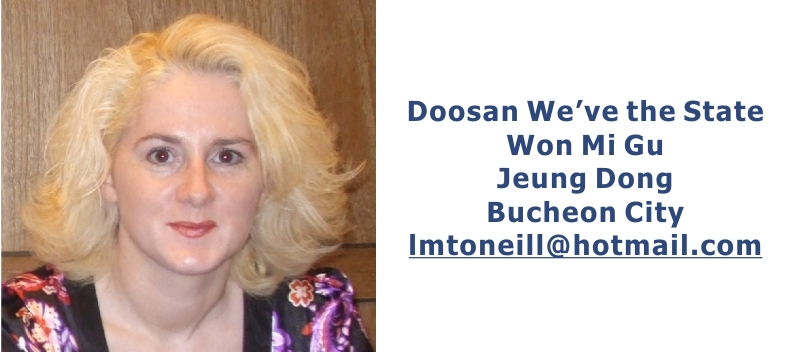 Doosan We’ve the State
Won Mi Gu
Jeung Dong
Bucheon City
lmtoneill@hotmail.com